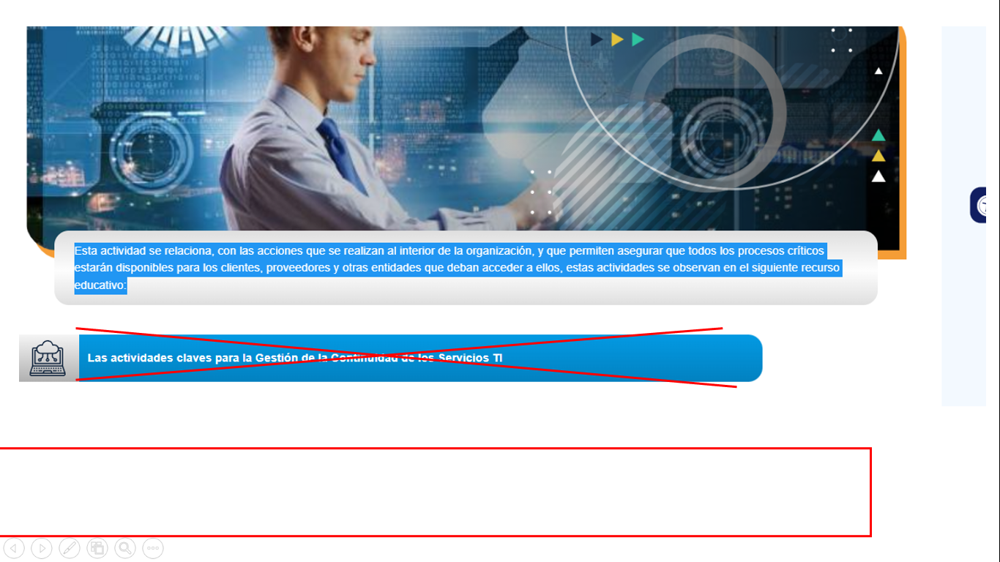 Esta actividad se relaciona, con las acciones que se realizan al interior de la organización, y que permiten asegurar que todos los procesos críticos
estarán disponibles para los clientes, proveedores y otras entidades que deban acceder a ellos, estas actividades se observan en el siguiente recurso
educativo:
Las actividades claves para la Gestión de la Continuidad de los Servicios TI